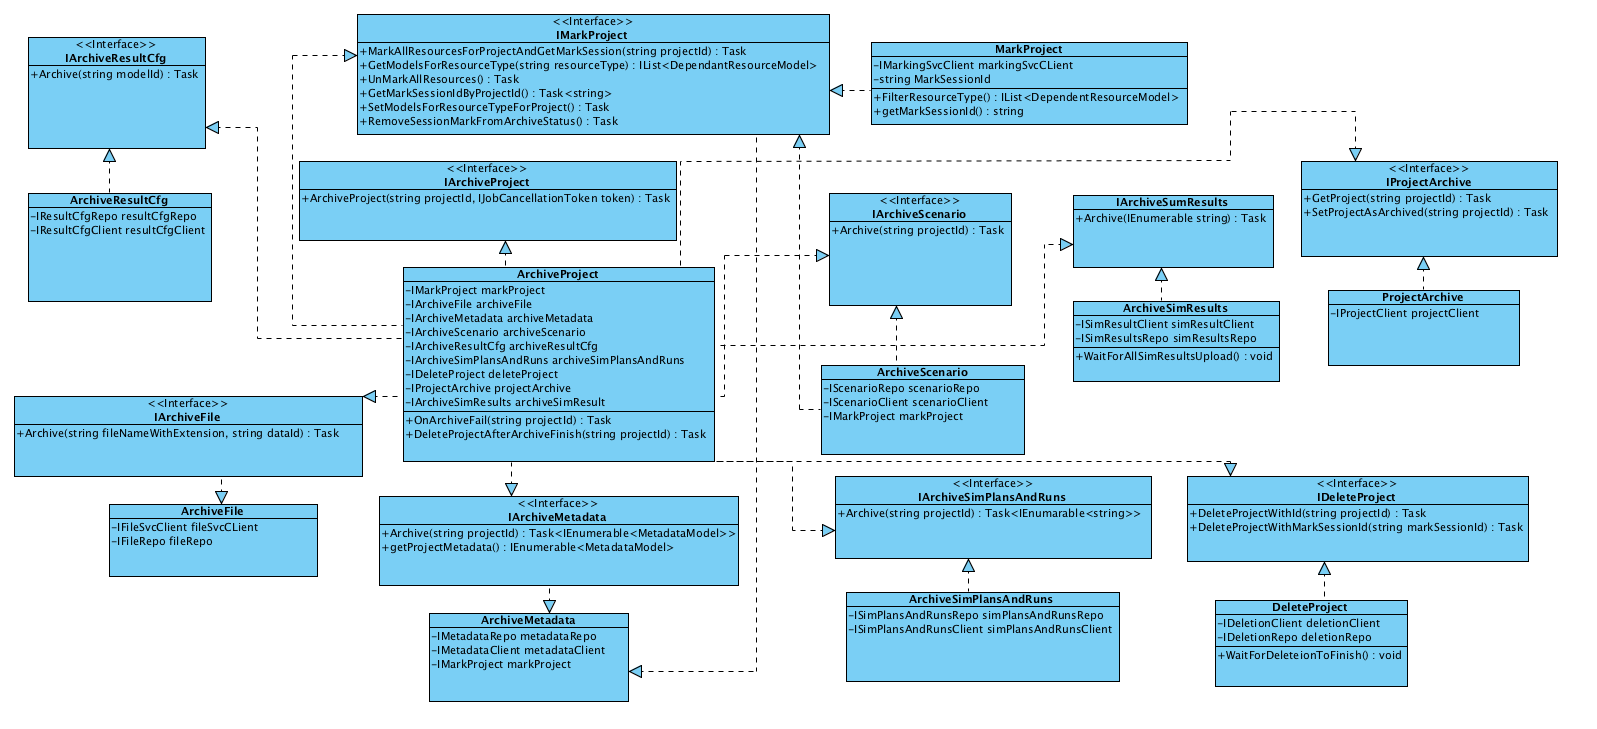 <<Interface>>
IArchiveResultCfg
+Archive(string modelId) : Task
ArchiveResultCfg
-IResultCfgRepo resultCfgRepo
-IResultCfgClient resultCfgClient
<<Interface>>
IMarkProject
+MarkAllResourcesForProjectAndGetMarkSession(string projectId) : Task
+GetModelsForResourceType(string resourceType) : IList<DependantResourceModel>
+UnMarkAllResources() : Task
+GetMarkSessionIdByProjectId() : Task<string>
+SetModelsForResourceTypeForProject() : Task
+RemoveSessionMarkFromArchiveStatus() : Task
MarkProject
-IMarkingSvcClient markingSvcCLient
-string MarkSessionId
+FilterResourceType() : IList<DependentResourceModel>
+getMarkSessionId() : string
<<Interface>>
IArchiveProject
+ArchiveProject(string projectId, IJobCancellationToken token) : Task
ArchiveProject
-IMarkProject markProject
-IArchiveFile archiveFile
-IArchiveMetadata archiveMetadata
-IArchiveScenario archiveScenario
-IArchiveResultCfg archiveResultCfg
-IArchiveSimPlansAndRuns archiveSimPlansAndRuns
-IDeleteProject deleteProject
-IProjectArchive projectArchive
-IArchiveSimResults archiveSimResult
+OnArchiveFail(string projectId) : Task
+DeleteProjectAfterArchiveFinish(string projectId) : Task
<<Interface>>
IArchiveScenario
+Archive(string projectId) : Task
ArchiveScenario
-IScenarioRepo scenarioRepo
-IScenarioClient scenarioClient
-IMarkProject markProject
IArchiveSumResults
+Archive(IEnumerable string) : Task
ArchiveSimResults
-ISimResultClient simResultClient
-ISimResultsRepo simResultsRepo
+WaitForAllSimResultsUpload() : void
<<Interface>>
IProjectArchive
+GetProject(string projectId) : Task
+SetProjectAsArchived(string projectId) : Task
ProjectArchive
-IProjectClient projectClient
<<Interface>>
IArchiveFile
+Archive(string fileNameWithExtension, string dataId) : Task
ArchiveFile
-IFileSvcClient fileSvcCLient
-IFileRepo fileRepo
<<Interface>>
IArchiveMetadata
+Archive(string projectId) : Task<IEnumerable<MetadataModel>>
+getProjectMetadata() : IEnumerable<MetadataModel>
ArchiveMetadata
-IMetadataRepo metadataRepo
-IMetadataClient metadataClient
-IMarkProject markProject
<<Interface>>
IArchiveSimPlansAndRuns
+Archive(string projectId) : Task<IEnumarable<string>>
ArchiveSimPlansAndRuns
-ISimPlansAndRunsRepo simPlansAndRunsRepo
-ISimPlansAndRunsClient simPlansAndRunsClient
<<Interface>>
IDeleteProject
+DeleteProjectWithId(string projectId) : Task
+DeleteProjectWithMarkSessionId(string markSessionId) : Task
DeleteProject
-IDeletionClient deletionClient
-IDeletionRepo deletionRepo
+WaitForDeleteionToFinish() : void